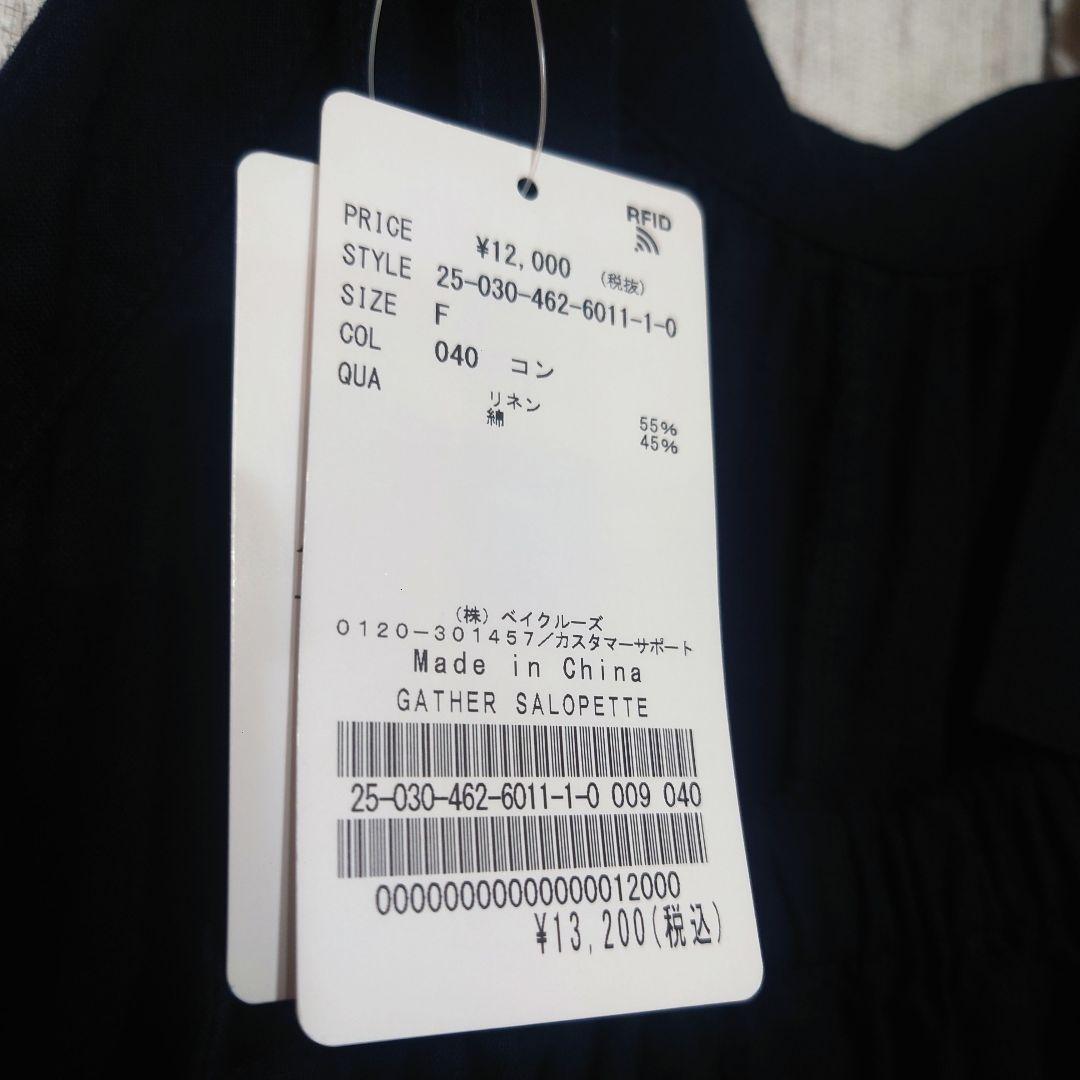 RFID
PRICE ¥12,000 (税抜)
STYLE 25-030-462-6011-1-0
SIZE F
COL 040 コン
QUA
リネン 55%
綿 45%
(株) ベイクルーズ
0120-301457/カスタマーサポート
Made in China
GATHER SALOPETTE
25-030-462-6011-1-0 009 040
00000000000000012000
¥13,200(税込)